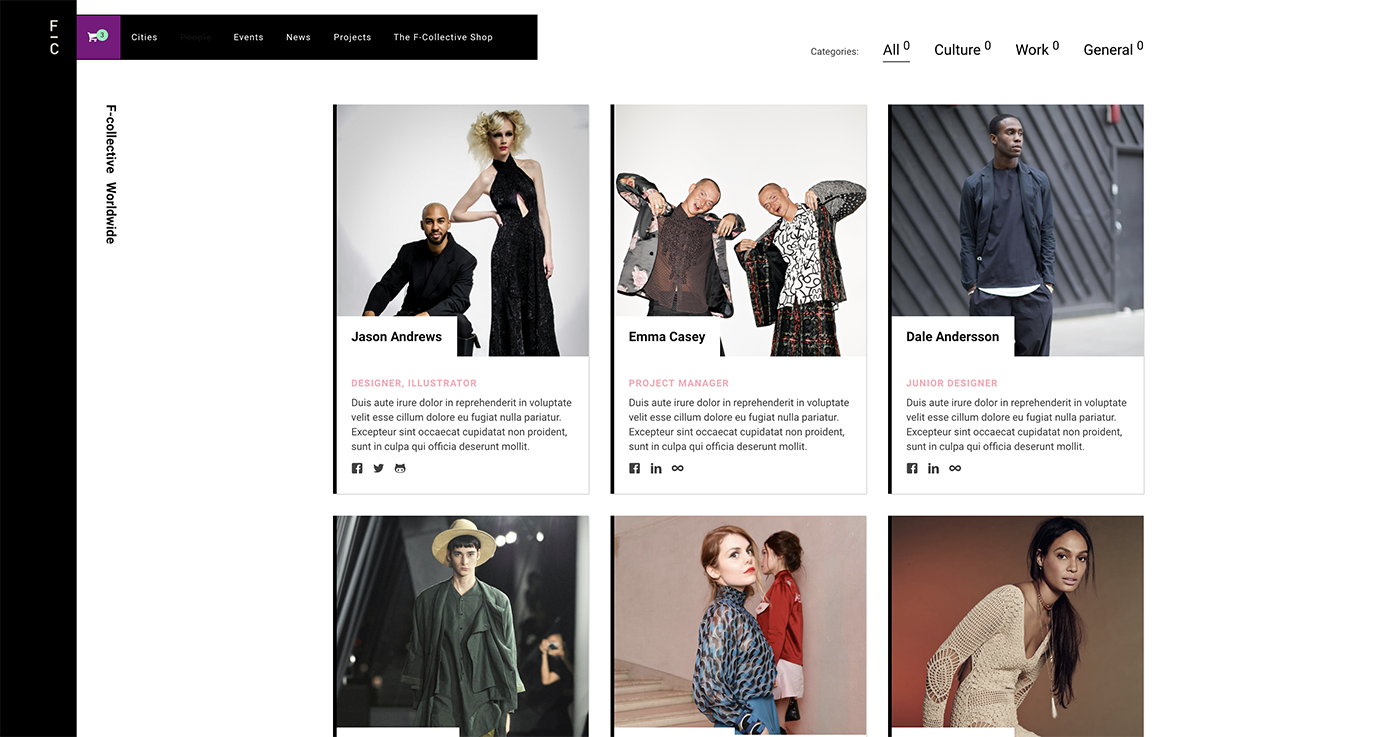 F
C
3
Cities
People
Events
News
Projects
The F-Collective Shop
Categories:
All 0
Culture 0
Work 0
General 0
F-collective Worldwide
Jason Andrews
DESIGNER, ILLUSTRATOR
Duis aute irure dolor in reprehenderit in voluptate
velit esse cillum dolore eu fugiat nulla pariatur.
Excepteur sint occaecat cupidatat non proident,
sunt in culpa qui officia deserunt mollit.
Emma Casey
PROJECT MANAGER
Duis aute irure dolor in reprehenderit in voluptate
velit esse cillum dolore eu fugiat nulla pariatur.
Excepteur sint occaecat cupidatat non proident,
sunt in culpa qui officia deserunt mollit.
Dale Andersson
JUNIOR DESIGNER
Duis aute irure dolor in reprehenderit in voluptate
velit esse cillum dolore eu fugiat nulla pariatur.
Excepteur sint occaecat cupidatat non proident,
sunt in culpa qui officia deserunt mollit.